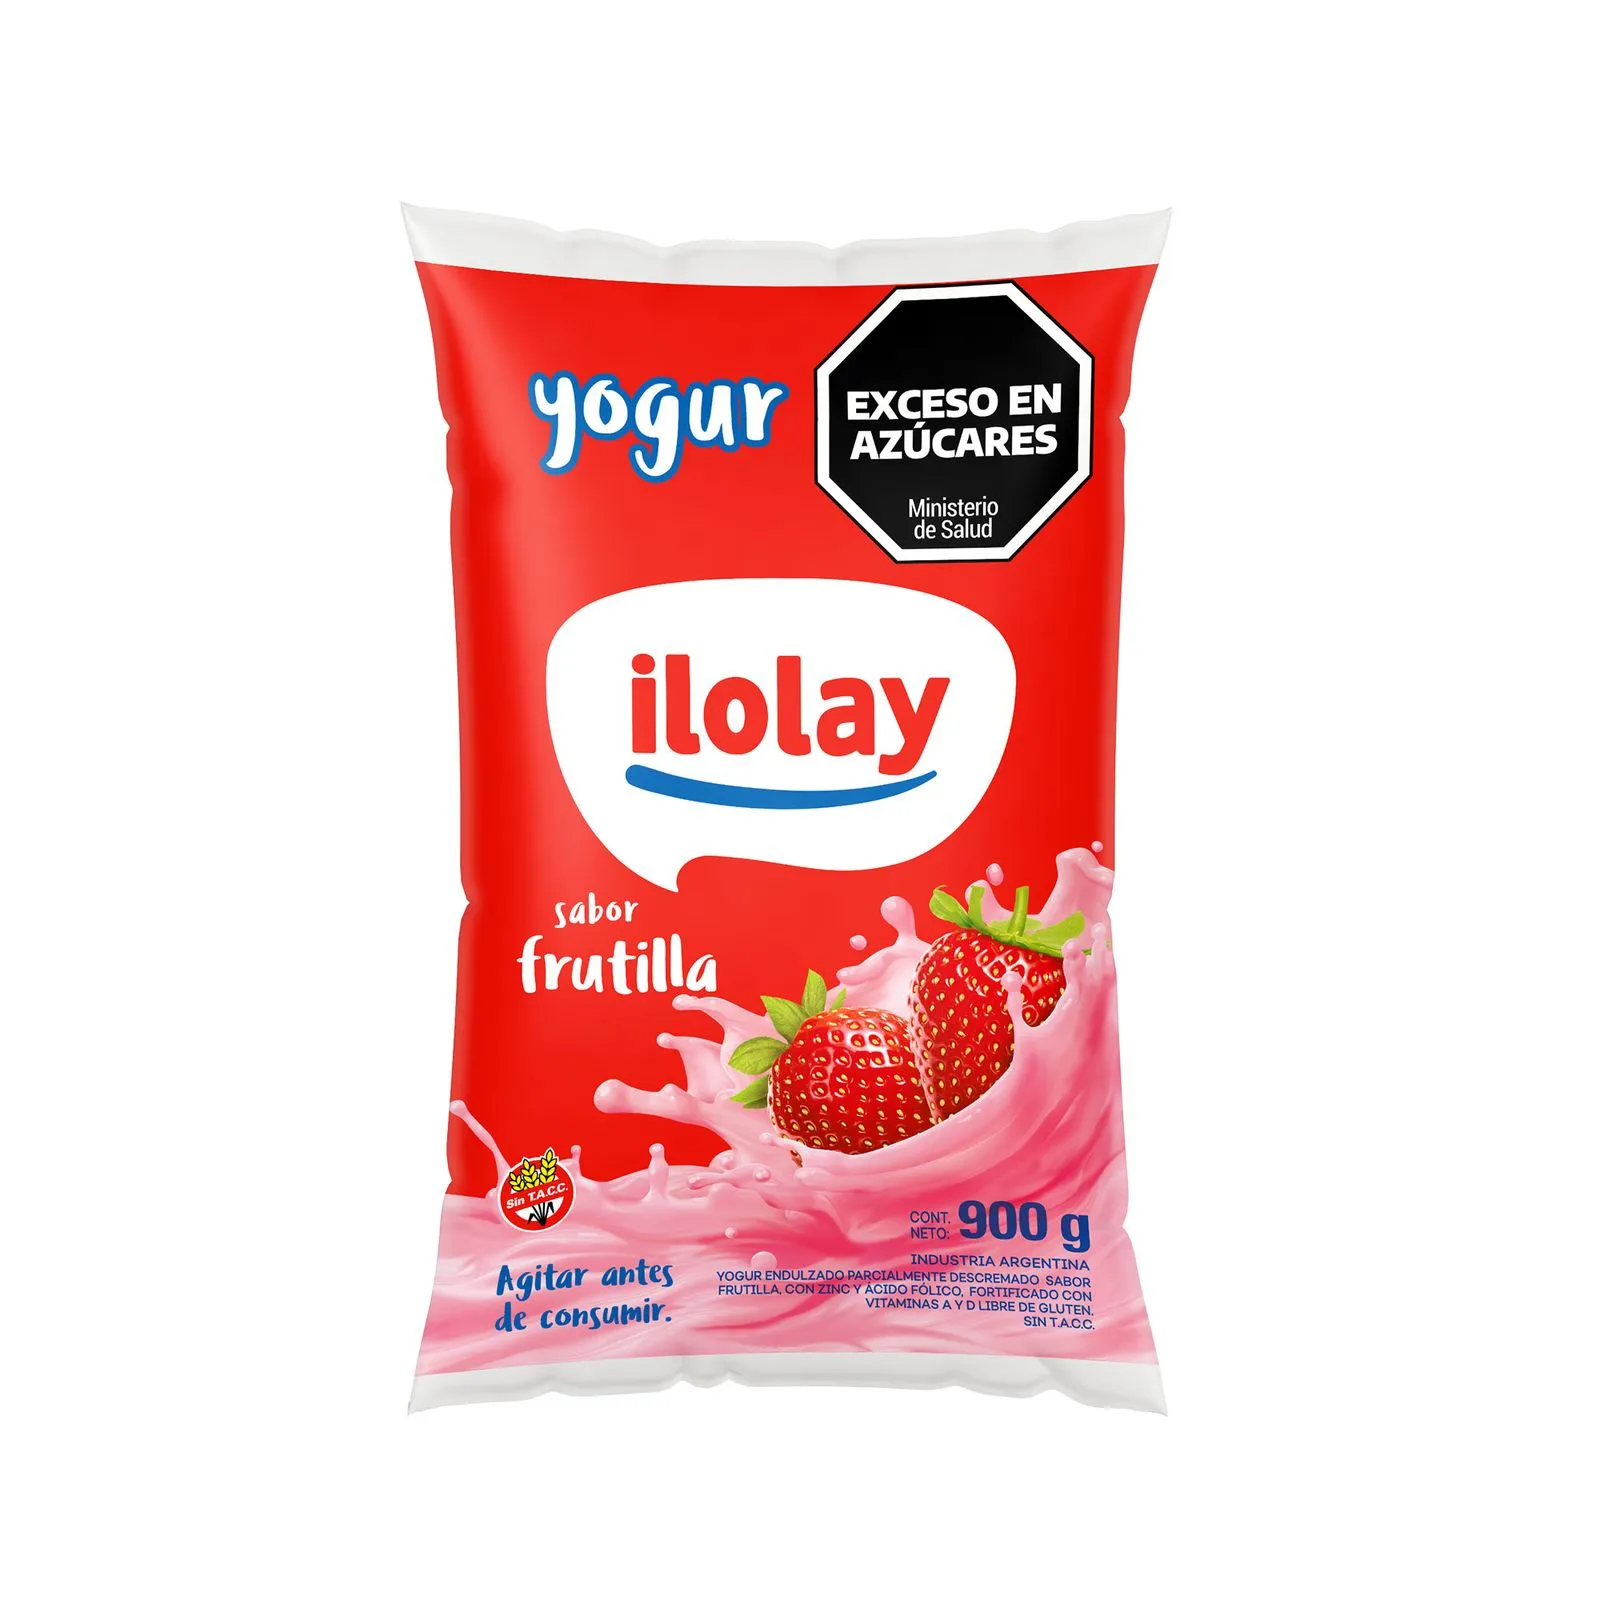 yogur
EXCESO EN
AZÚCARES
Ministerio
de Salud
ilolay
sabor
frutilla
Sin T.A.C.C.
CONT.
NETO: 900 g
INDUSTRIA ARGENTINA
YOGUR ENDULZADO PARCIALMENTE DESCREMADO SABOR
FRUTILLA, CON ZINC Y ÁCIDO FÓLICO, FORTIFICADO CON
VITAMINAS A Y D LIBRE DE GLUTEN.
SIN T.A.C.C.
Agitar antes
de consumir.